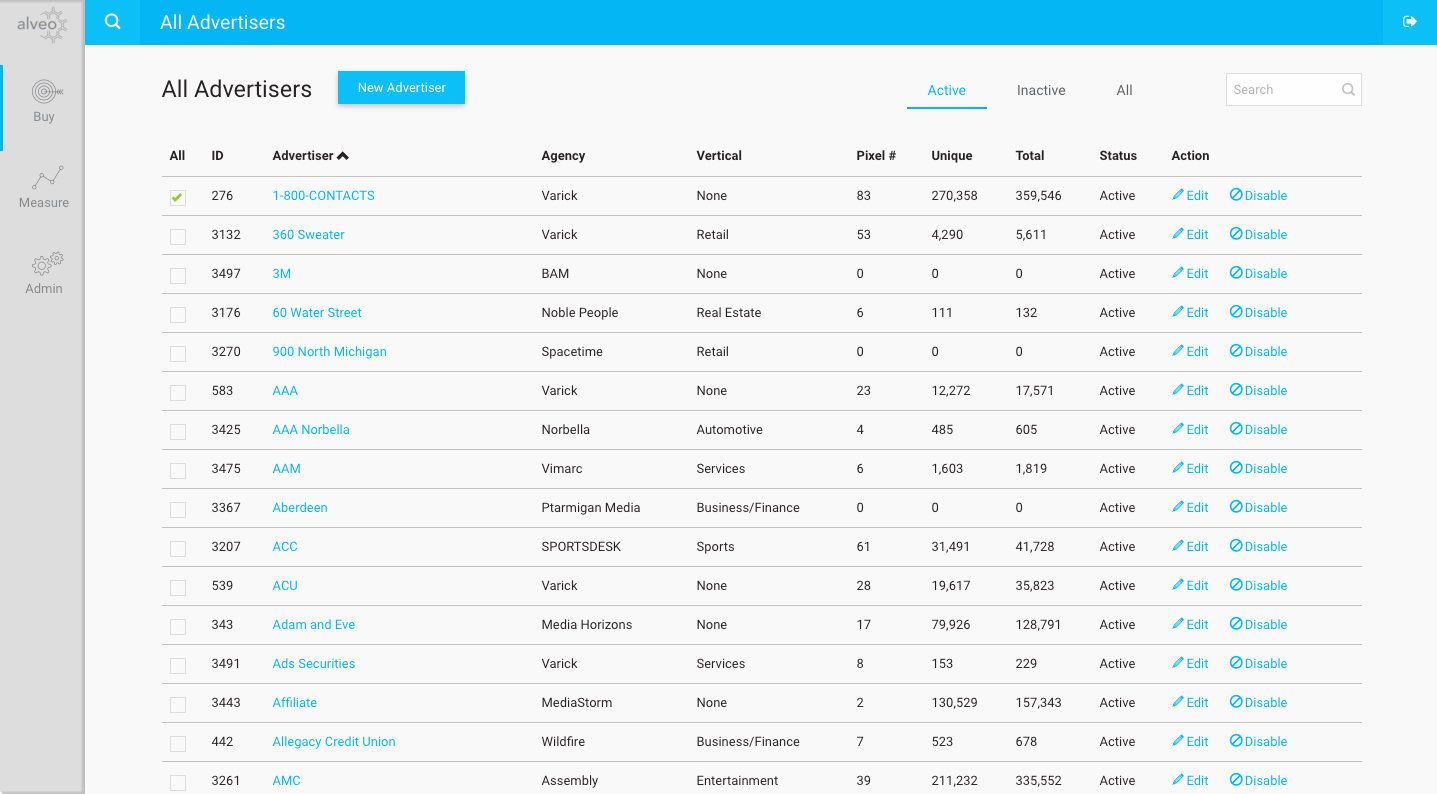 alveo
All Advertisers
Buy
Measure
Admin
All Advertisers
New Advertiser
Active Inactive All
Search
All ID Advertiser Agency Vertical Pixel # Unique Total Status Action
276 1-800-CONTACTS Varick None 83 270,358 359,546 Active Edit Disable
3132 360 Sweater Varick Retail 53 4,290 5,611 Active Edit Disable
3497 3M BAM None 0 0 0 Active Edit Disable
3176 60 Water Street Noble People Real Estate 6 111 132 Active Edit Disable
3270 900 North Michigan Spacetime Retail 0 0 0 Active Edit Disable
583 AAA Varick None 23 12,272 17,571 Active Edit Disable
3425 AAA Norbella Norbella Automotive 4 485 605 Active Edit Disable
3475 AAM Vimarc Services 6 1,603 1,819 Active Edit Disable
3367 Aberdeen Ptarmigan Media Business/Finance 0 0 0 Active Edit Disable
3207 ACC SPORTSDESK Sports 61 31,491 41,728 Active Edit Disable
539 ACU Varick None 28 19,617 35,823 Active Edit Disable
343 Adam and Eve Media Horizons None 17 79,926 128,791 Active Edit Disable
3491 Ads Securities Varick Services 8 153 229 Active Edit Disable
3443 Affiliate MediaStorm None 2 130,529 157,343 Active Edit Disable
442 Allegacy Credit Union Wildfire Business/Finance 7 523 678 Active Edit Disable
3261 AMC Assembly Entertainment 39 211,232 335,552 Active Edit Disable